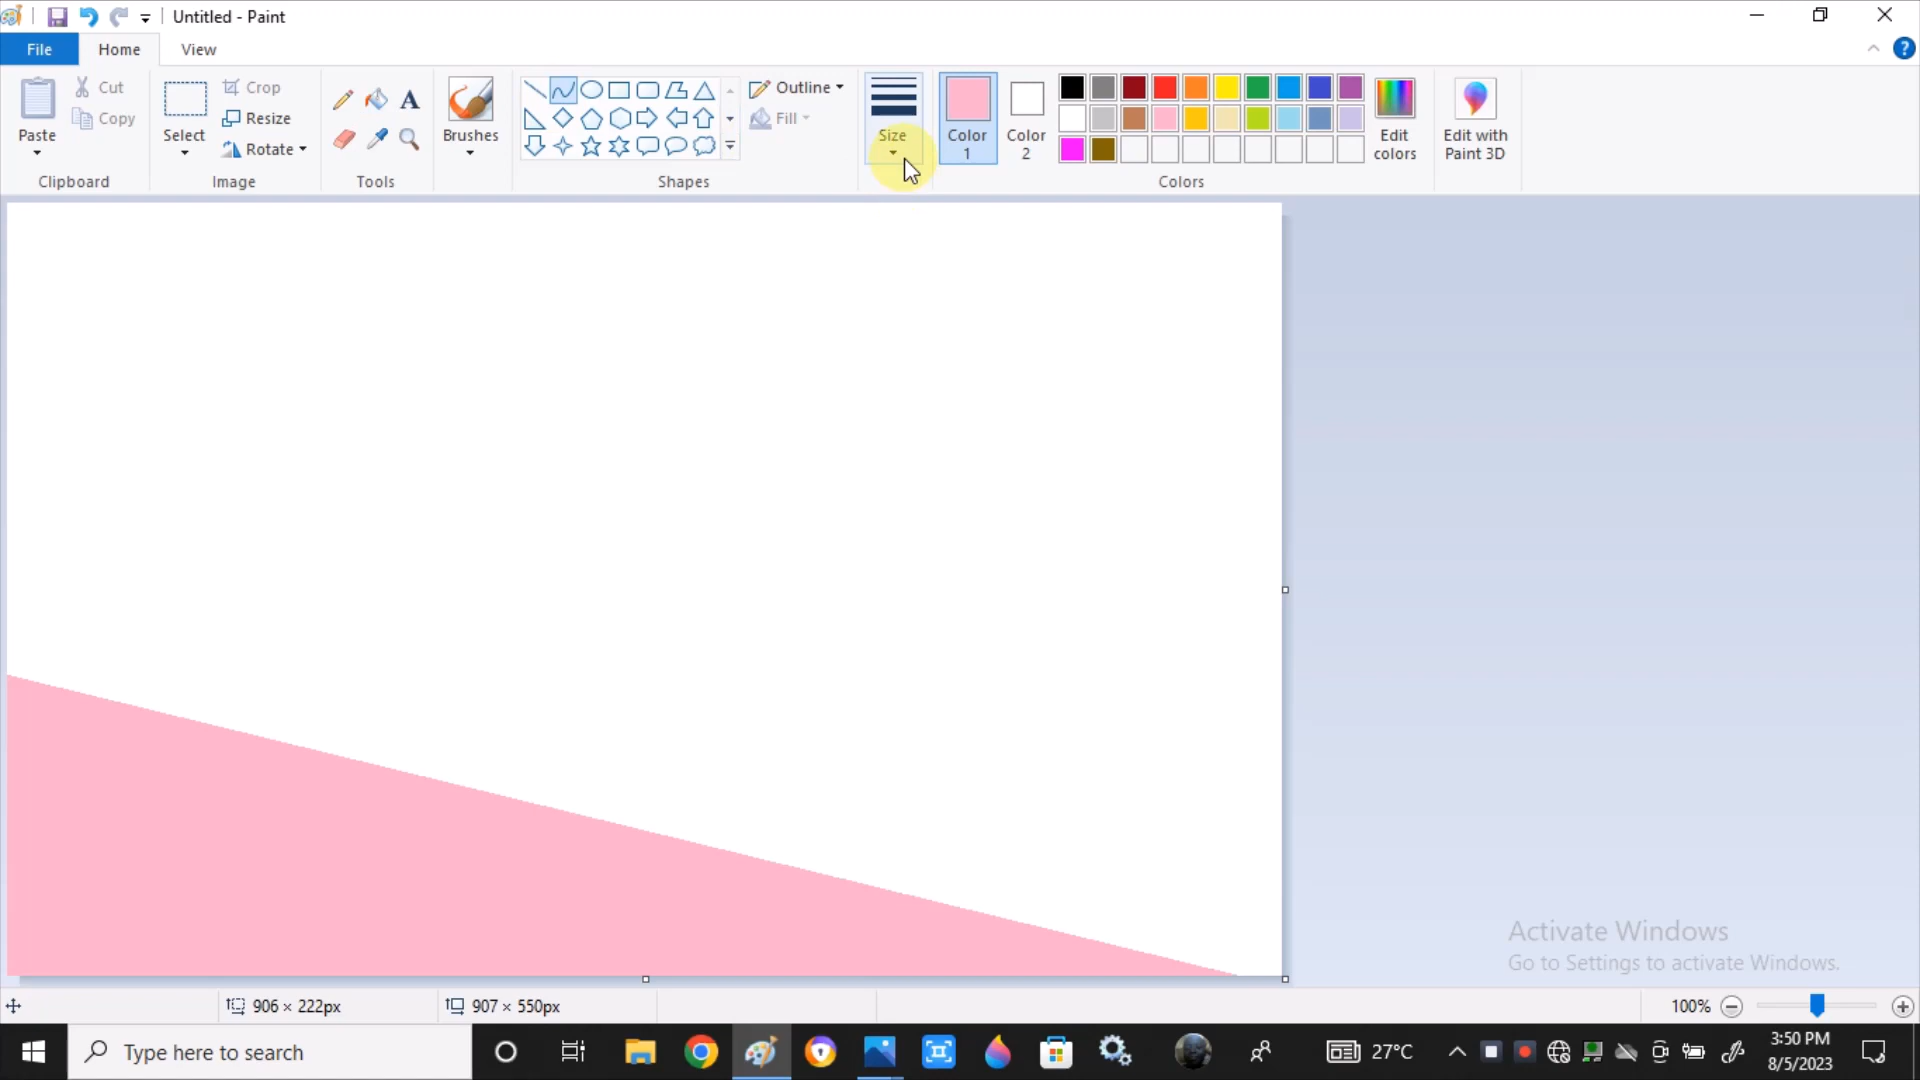 Untitled - Paint
File Home View
Paste
Cut
Copy
Clipboard
Select
Crop
Resize
Rotate
Image
A
Tools
Brushes
Shapes
Outline
Fill
Size
Color
1
Color
2
Colors
Edit
colors
Edit with
Paint 3D
?
Activate Windows
Go to Settings to activate Windows.
906 × 222px
907 × 550px
100%
Type here to search
27°C
3:50 PM
8/5/2023